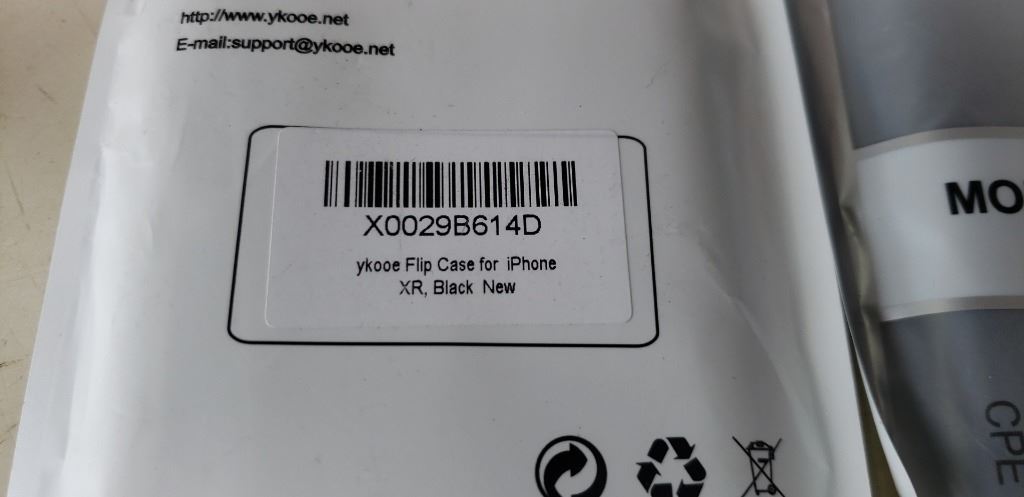 http://www.ykooe.net
E-mail:support@ykooe.net
X0029B614D
ykooe Flip Case for iPhone
XR, Black New
MO
CPE